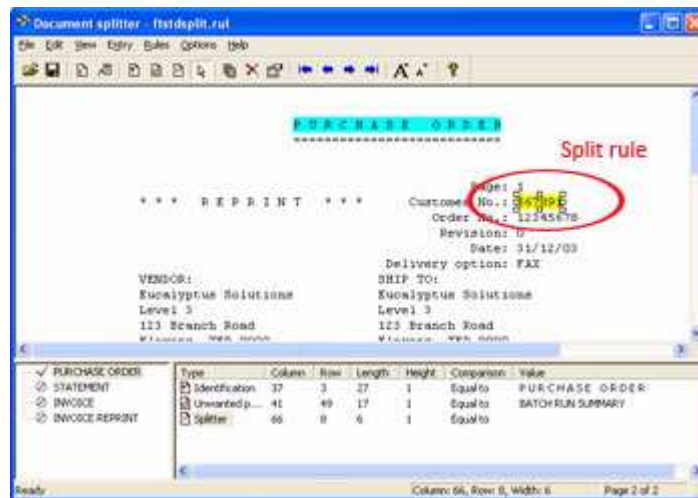 Document splitter - ftstdsplit.rul
File Edit View Entry Rules Options Help
PURCHASE ORDER
Split rule
Page: 1
* * * REPRINT * * * Customer No.:
Order No.: 12345678
Revision: 0
Date: 31/12/03
Delivery option: FAX
VENDOR: SHIP TO:
Eucalyptus Solutions Eucalyptus Solutions
Level 3 Level 3
123 Branch Road 123 Branch Road
PURCHASE ORDER
STATEMENT
INVOICE
INVOICE REPRINT
Type Column Row Length Height Comparison Value
Identification 37 3 27 1 Equal to PURCHASE ORDER
Unwanted p... 41 49 17 1 Equal to BATCH RUN SUMMARY
Splitter 66 8 6 1 Equal to
Ready Column: 66, Row: 8, Width: 6 Page 2 of 2